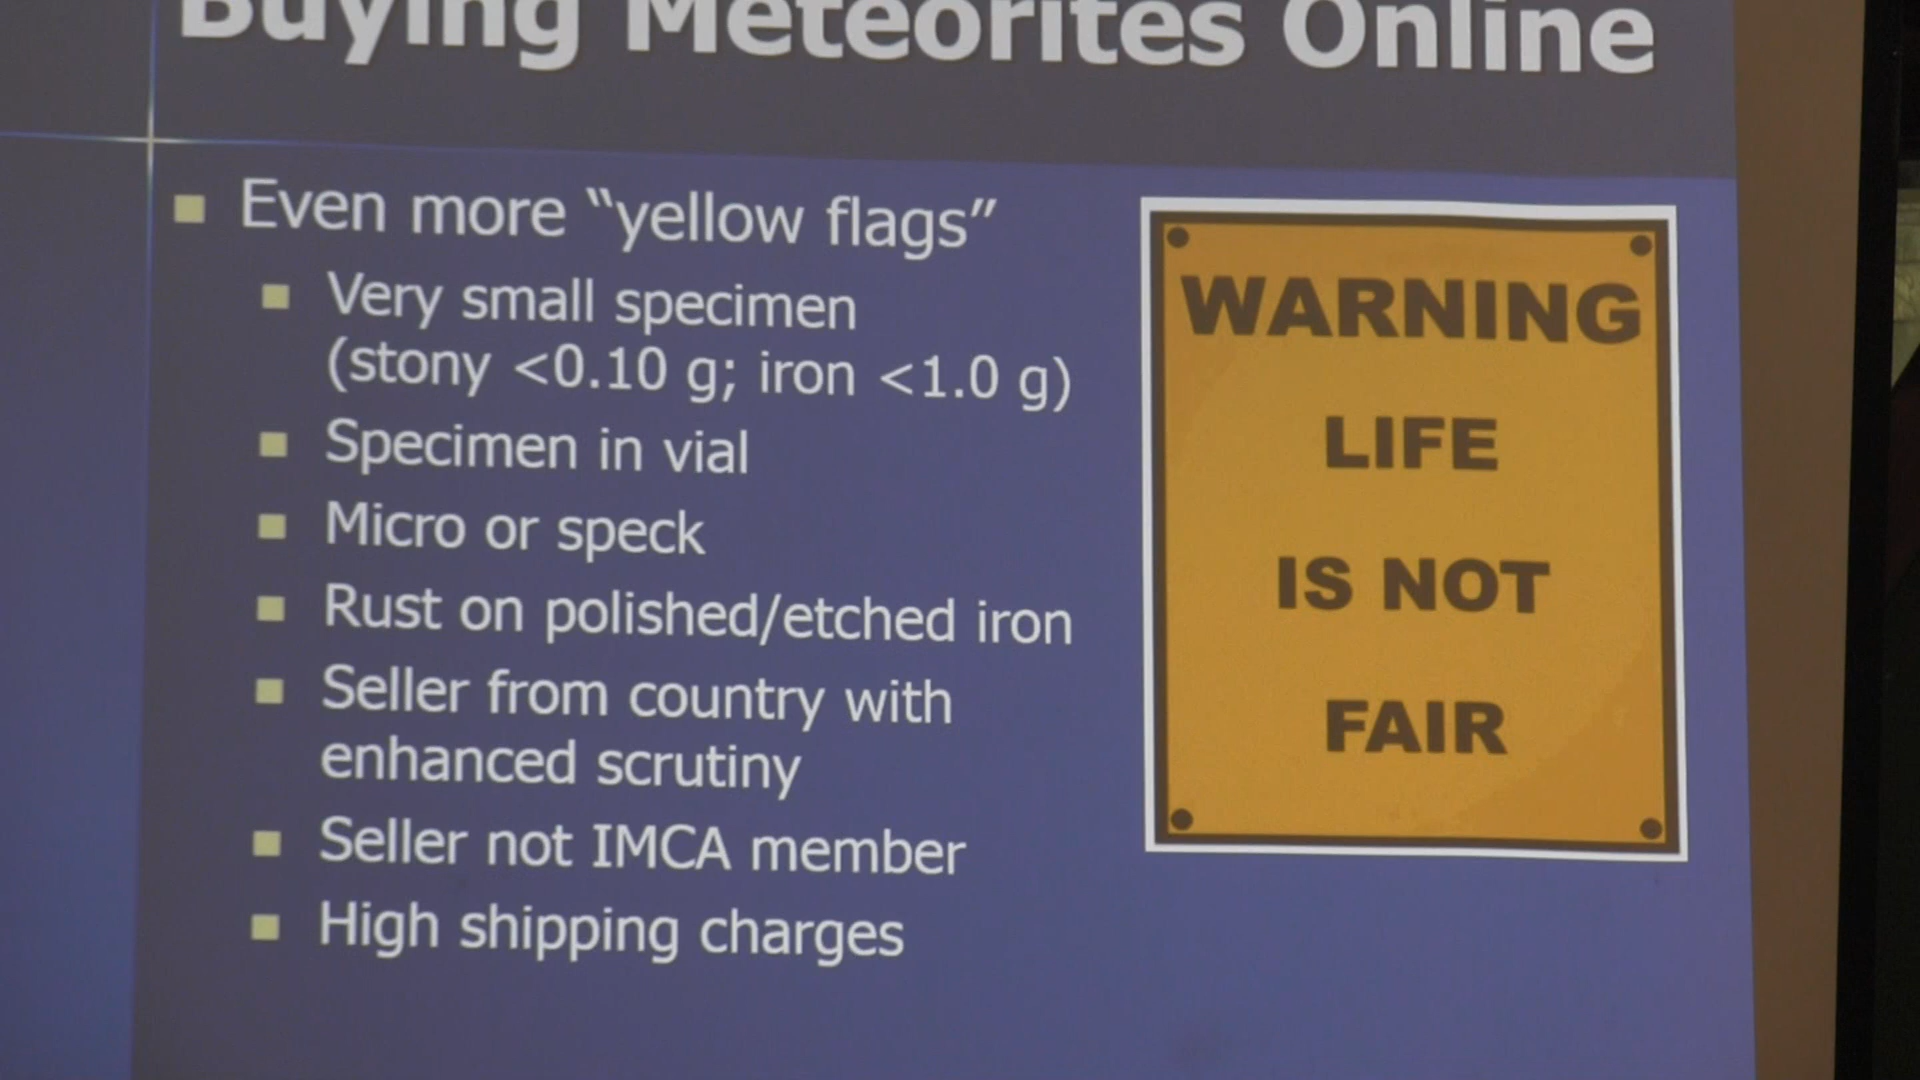 Buying Meteorites Online
Even more “yellow flags”
Very small specimen
(stony <0.10 g; iron <1.0 g)
Specimen in vial
Micro or speck
Rust on polished/etched iron
Seller from country with
enhanced scrutiny
Seller not IMCA member
High shipping charges
WARNING
LIFE
IS NOT
FAIR